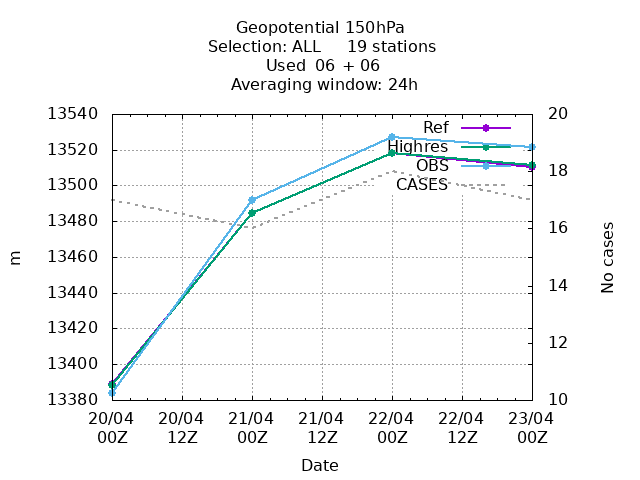 Geopotential 150hPa
Selection: ALL 19 stations
Used 06 + 06
Averaging window: 24h
13540
13520
13500
13480
13460
13440
13420
13400
13380
m
20
18
16
14
12
10
No cases
Ref
Highres
OBS
CASES
20/04 20/04 21/04 21/04 22/04 22/04 23/04
00Z 12Z 00Z 12Z 00Z 12Z 00Z
Date